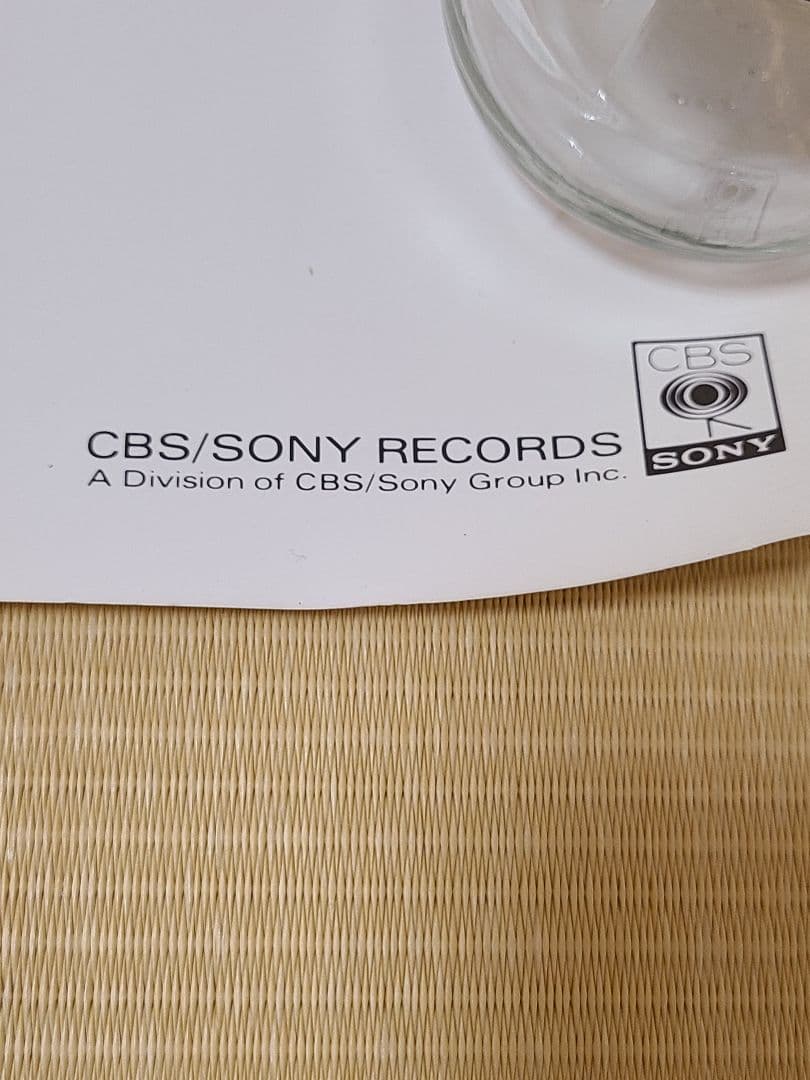 CBS
CBS/SONY RECORDS
SONY
A Division of CBS/Sony Group Inc.